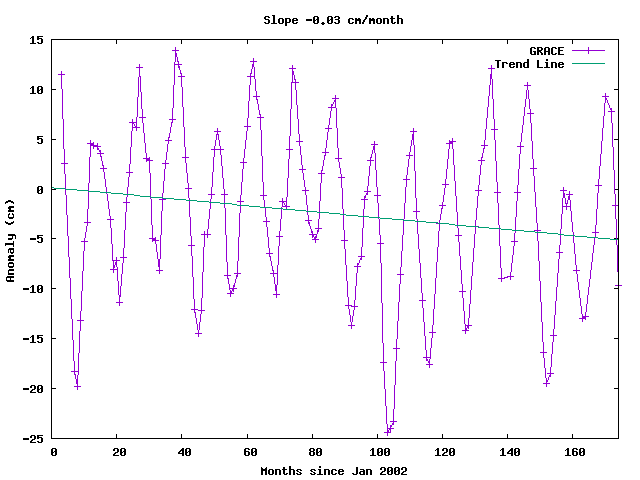 Slope -0.03 cm/month
GRACE
Trend Line
15
10
5
0
-5
-10
-15
-20
-25
Anomaly (cm)
0 20 40 60 80 100 120 140 160
Months since Jan 2002